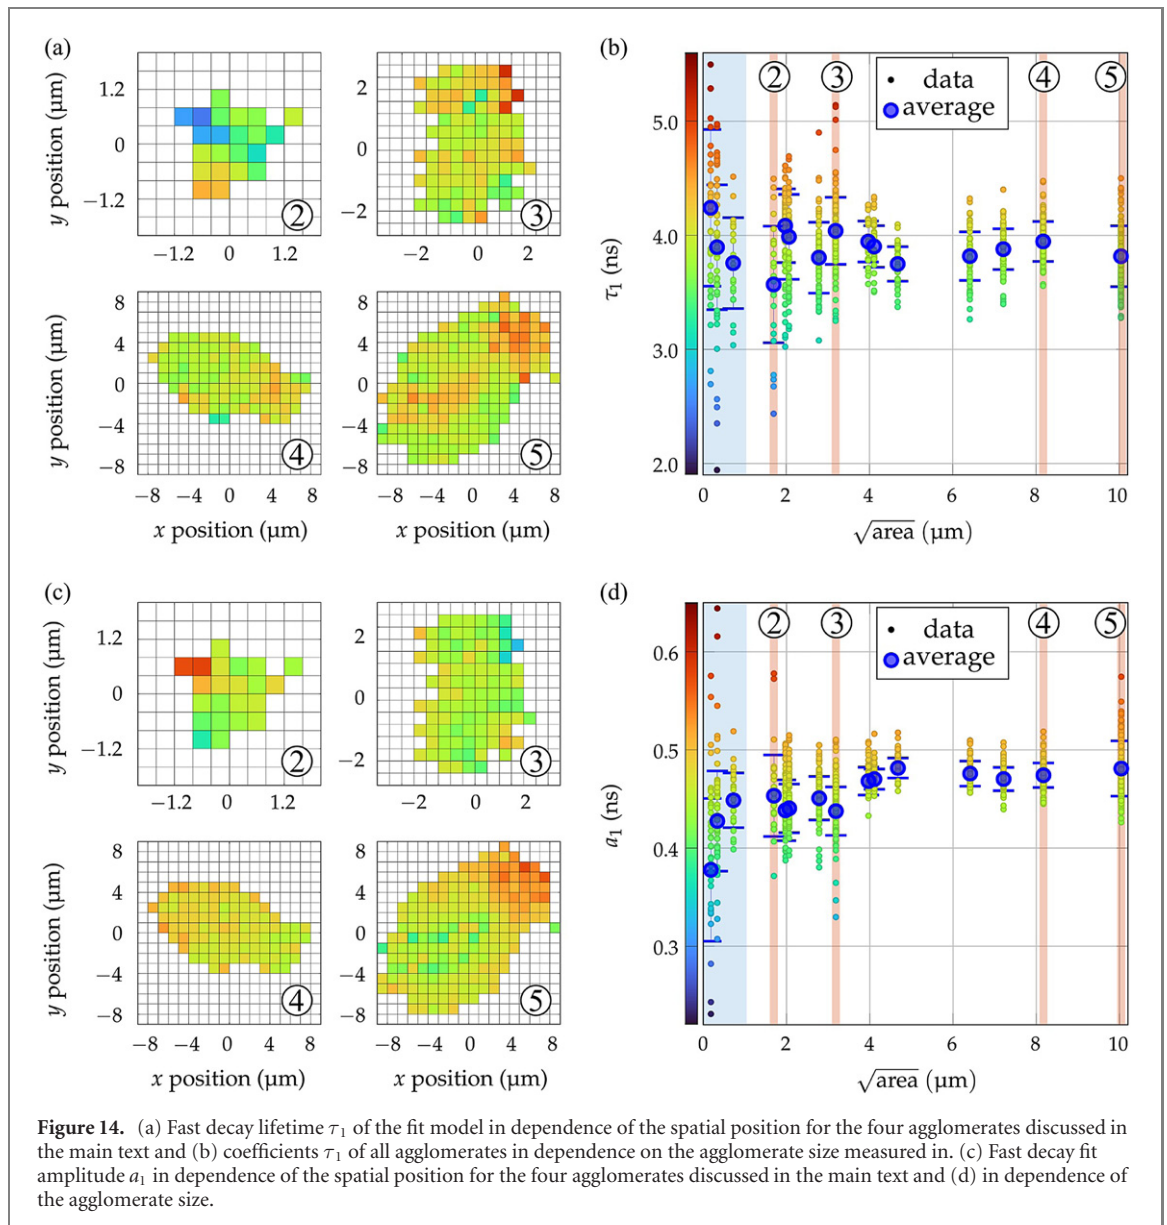 (a)
y position (μm)
1.2
0
−1.2
②
−1.2 0 1.2
2
0
−2
③
−2 0 2
y position (μm)
8
4
0
−4
−8
④
−8 −4 0 4 8
x position (μm)
8
4
0
−4
−8
⑤
−8 −4 0 4 8
x position (μm)
(b)
② ③ ④ ⑤
data
average
τ1 (ns)
5.0
4.0
3.0
2.0
0 2 4 6 8 10
√area (μm)
(c)
y position (μm)
1.2
0
−1.2
②
−1.2 0 1.2
2
0
−2
③
−2 0 2
y position (μm)
8
4
0
−4
−8
④
−8 −4 0 4 8
x position (μm)
8
4
0
−4
−8
⑤
−8 −4 0 4 8
x position (μm)
(d)
② ③ ④ ⑤
data
average
a1 (ns)
0.6
0.5
0.4
0.3
0 2 4 6 8 10
√area (μm)
Figure 14. (a) Fast decay lifetime τ1 of the fit model in dependence of the spatial position for the four agglomerates discussed in
the main text and (b) coefficients τ1 of all agglomerates in dependence on the agglomerate size measured in. (c) Fast decay fit
amplitude a1 in dependence of the spatial position for the four agglomerates discussed in the main text and (d) in dependence of
the agglomerate size.